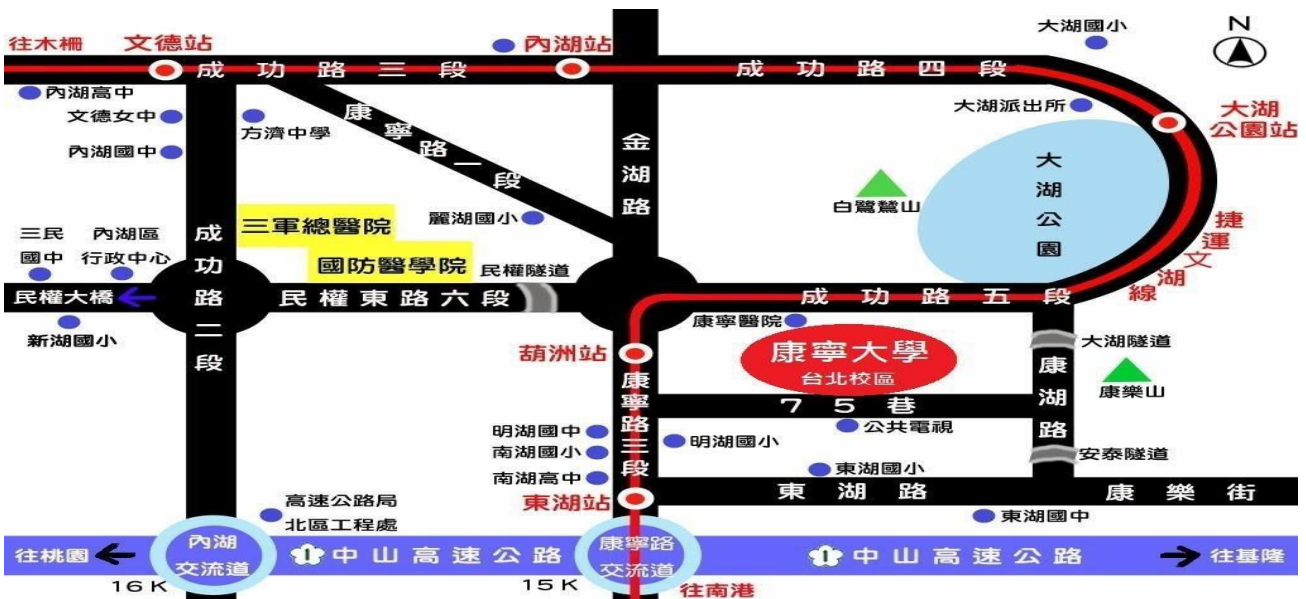 大湖國小
N
往木柵
文德站
內湖站
成功路三段
成功路四段
內湖高中
大湖派出所
大湖
公園站
文德女中
方濟中學
康寧路一段
金湖路
內湖國中
大湖公園
白鷺鷥山
三軍總醫院
麗湖國小
捷運文湖線
三民
國中
內湖區
行政中心
成功路二段
國防醫學院
民權隧道
民權大橋
民權東路六段
成功路五段
新湖國小
康寧醫院
康寧大學
台北校區
大湖隧道
葫洲站
康寧路三段
康湖路
康樂山
75巷
明湖國中
明湖國小
公共電視
南湖國小
安泰隧道
南湖高中
東湖國小
東湖站
東湖路
康樂街
高速公路局
北區工程處
東湖國中
往桃園
內湖
交流道
1
中山高速公路
康寧路
交流道
1
中山高速公路
往基隆
16K
15K
往南港